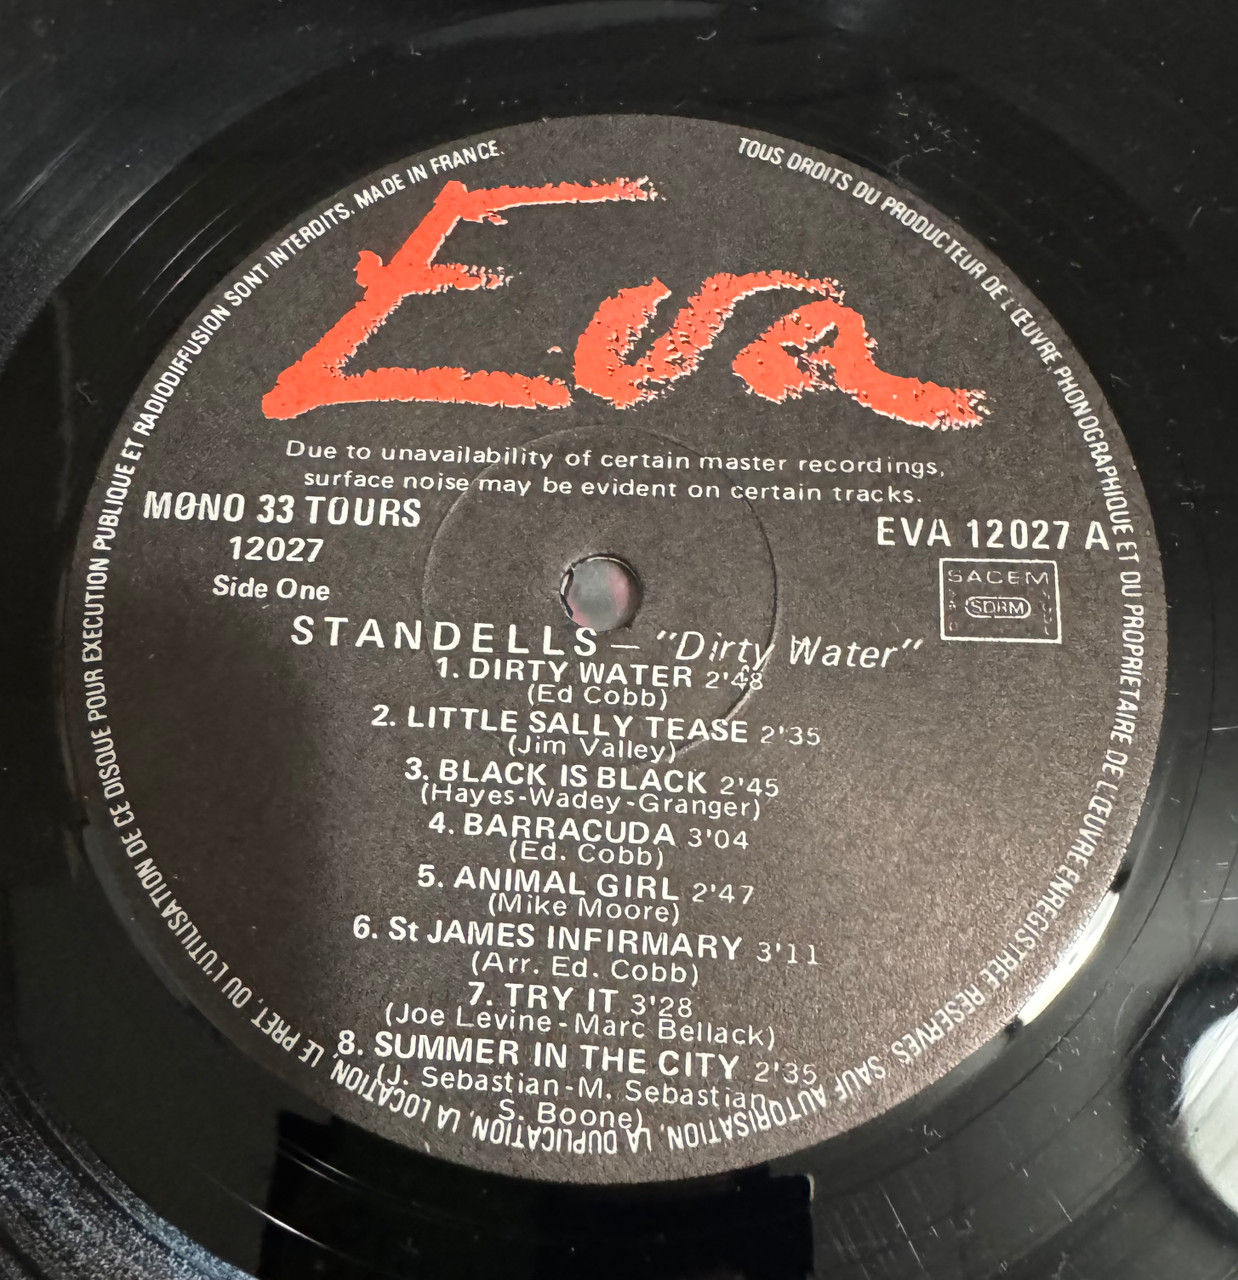 TOUS DROITS DU PRODUCTEUR DE L'ŒUVRE PHONOGRAPHIQUE ET DU PROPRIETAIRE DE L'ŒUVRE ENREGISTREE RESERVES SAUF AUTORISATION, LA DUPLICATION, LA LOCATION, LE PRET, OU L'UTILISATION DE CE DISQUE POUR EXECUTION PUBLIQUE ET RADIODIFFUSION SONT INTERDITS. MADE IN FRANCE.
Eva
Due to unavailability of certain master recordings,
surface noise may be evident on certain tracks.
MONO 33 TOURS
12027
Side One
EVA 12027 A
SACEM
SDRM
STANDELLS — "Dirty Water"
1. DIRTY WATER 2'48
(Ed Cobb)
2. LITTLE SALLY TEASE 2'35
(Jim Valley)
3. BLACK IS BLACK 2'45
(Hayes-Wadey-Granger)
4. BARRACUDA 3'04
(Ed. Cobb)
5. ANIMAL GIRL 2'47
(Mike Moore)
6. St JAMES INFIRMARY 3'11
(Arr. Ed. Cobb)
7. TRY IT 3'28
(Joe Levine-Marc Bellack)
8. SUMMER IN THE CITY 2'35
(J. Sebastian-M. Sebastian
S. Boone)